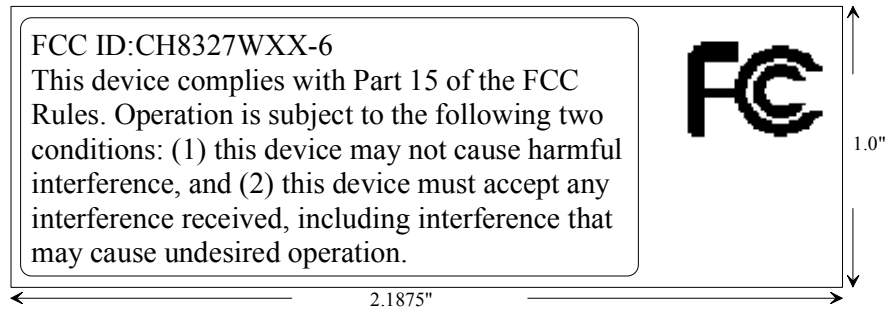 FCC ID:CH8327WXX-6
This device complies with Part 15 of the FCC
Rules. Operation is subject to the following two
conditions: (1) this device may not cause harmful
interference, and (2) this device must accept any
interference received, including interference that
may cause undesired operation.
FCC
1.0"
2.1875"